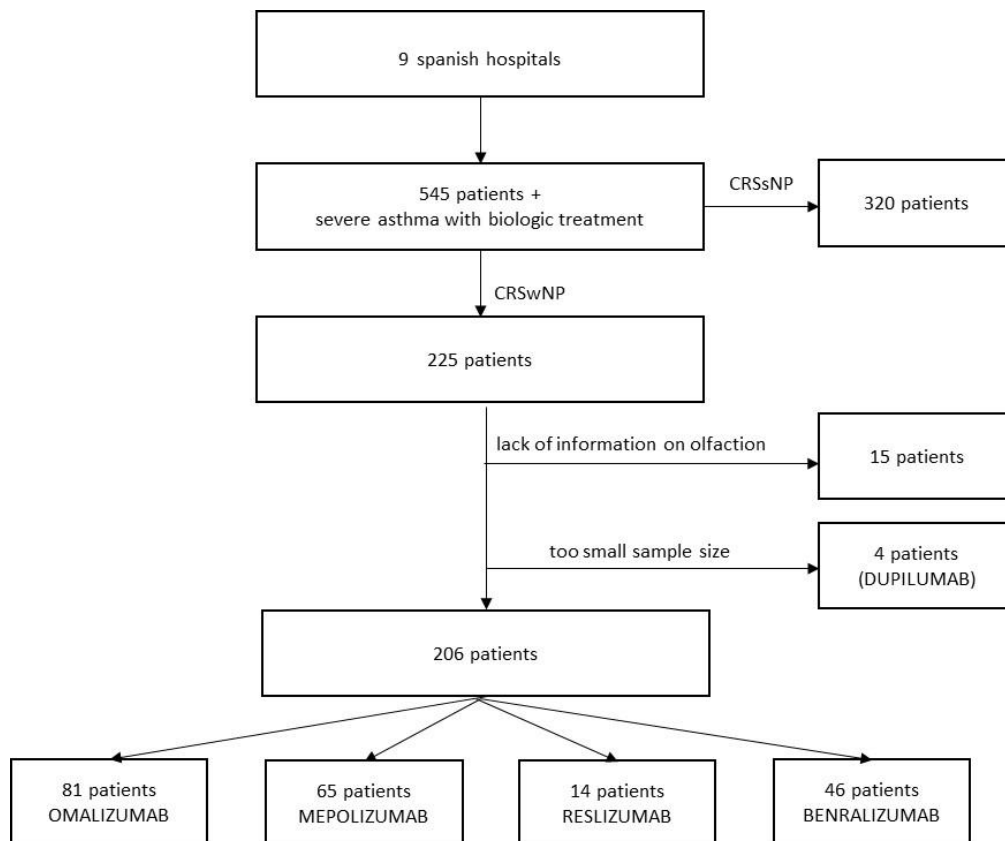 9 spanish hospitals
545 patients +
severe asthma with biologic treatment
CRSsNP
320 patients
CRSwNP
225 patients
lack of information on olfaction
15 patients
too small sample size
4 patients
(DUPILUMAB)
206 patients
81 patients
OMALIZUMAB
65 patients
MEPOLIZUMAB
14 patients
RESLIZUMAB
46 patients
BENRALIZUMAB